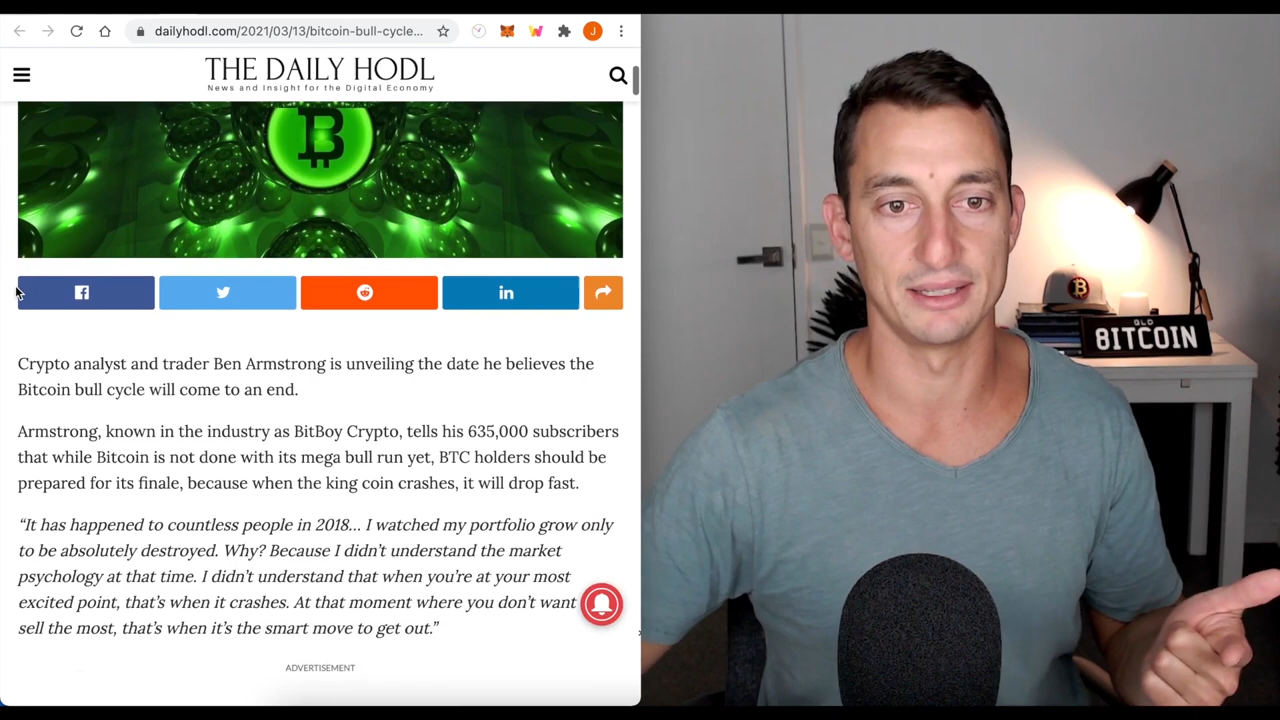 dailyhodl.com/2021/03/13/bitcoin-bull-cycle...
J
THE DAILY HODL
News and Insight for the Digital Economy
Crypto analyst and trader Ben Armstrong is unveiling the date he believes the
Bitcoin bull cycle will come to an end.
Armstrong, known in the industry as BitBoy Crypto, tells his 635,000 subscribers
that while Bitcoin is not done with its mega bull run yet, BTC holders should be
prepared for its finale, because when the king coin crashes, it will drop fast.
“It has happened to countless people in 2018… I watched my portfolio grow only
to be absolutely destroyed. Why? Because I didn’t understand the market
psychology at that time. I didn’t understand that when you’re at your most
excited point, that’s when it crashes. At that moment where you don’t want
sell the most, that’s when it’s the smart move to get out.”
ADVERTISEMENT
QLD
8ITCOIN